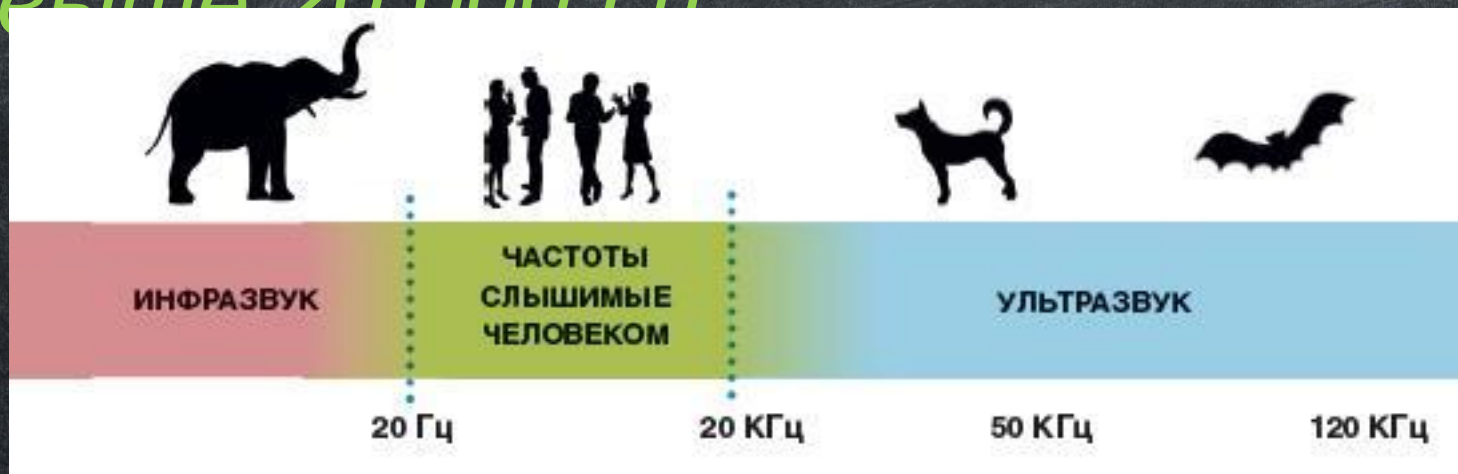 ИНФРАЗВУК
ЧАСТОТЫ
СЛЫШИМЫЕ
ЧЕЛОВЕКОМ
УЛЬТРАЗВУК
20 Гц
20 КГц
50 КГц
120 КГц